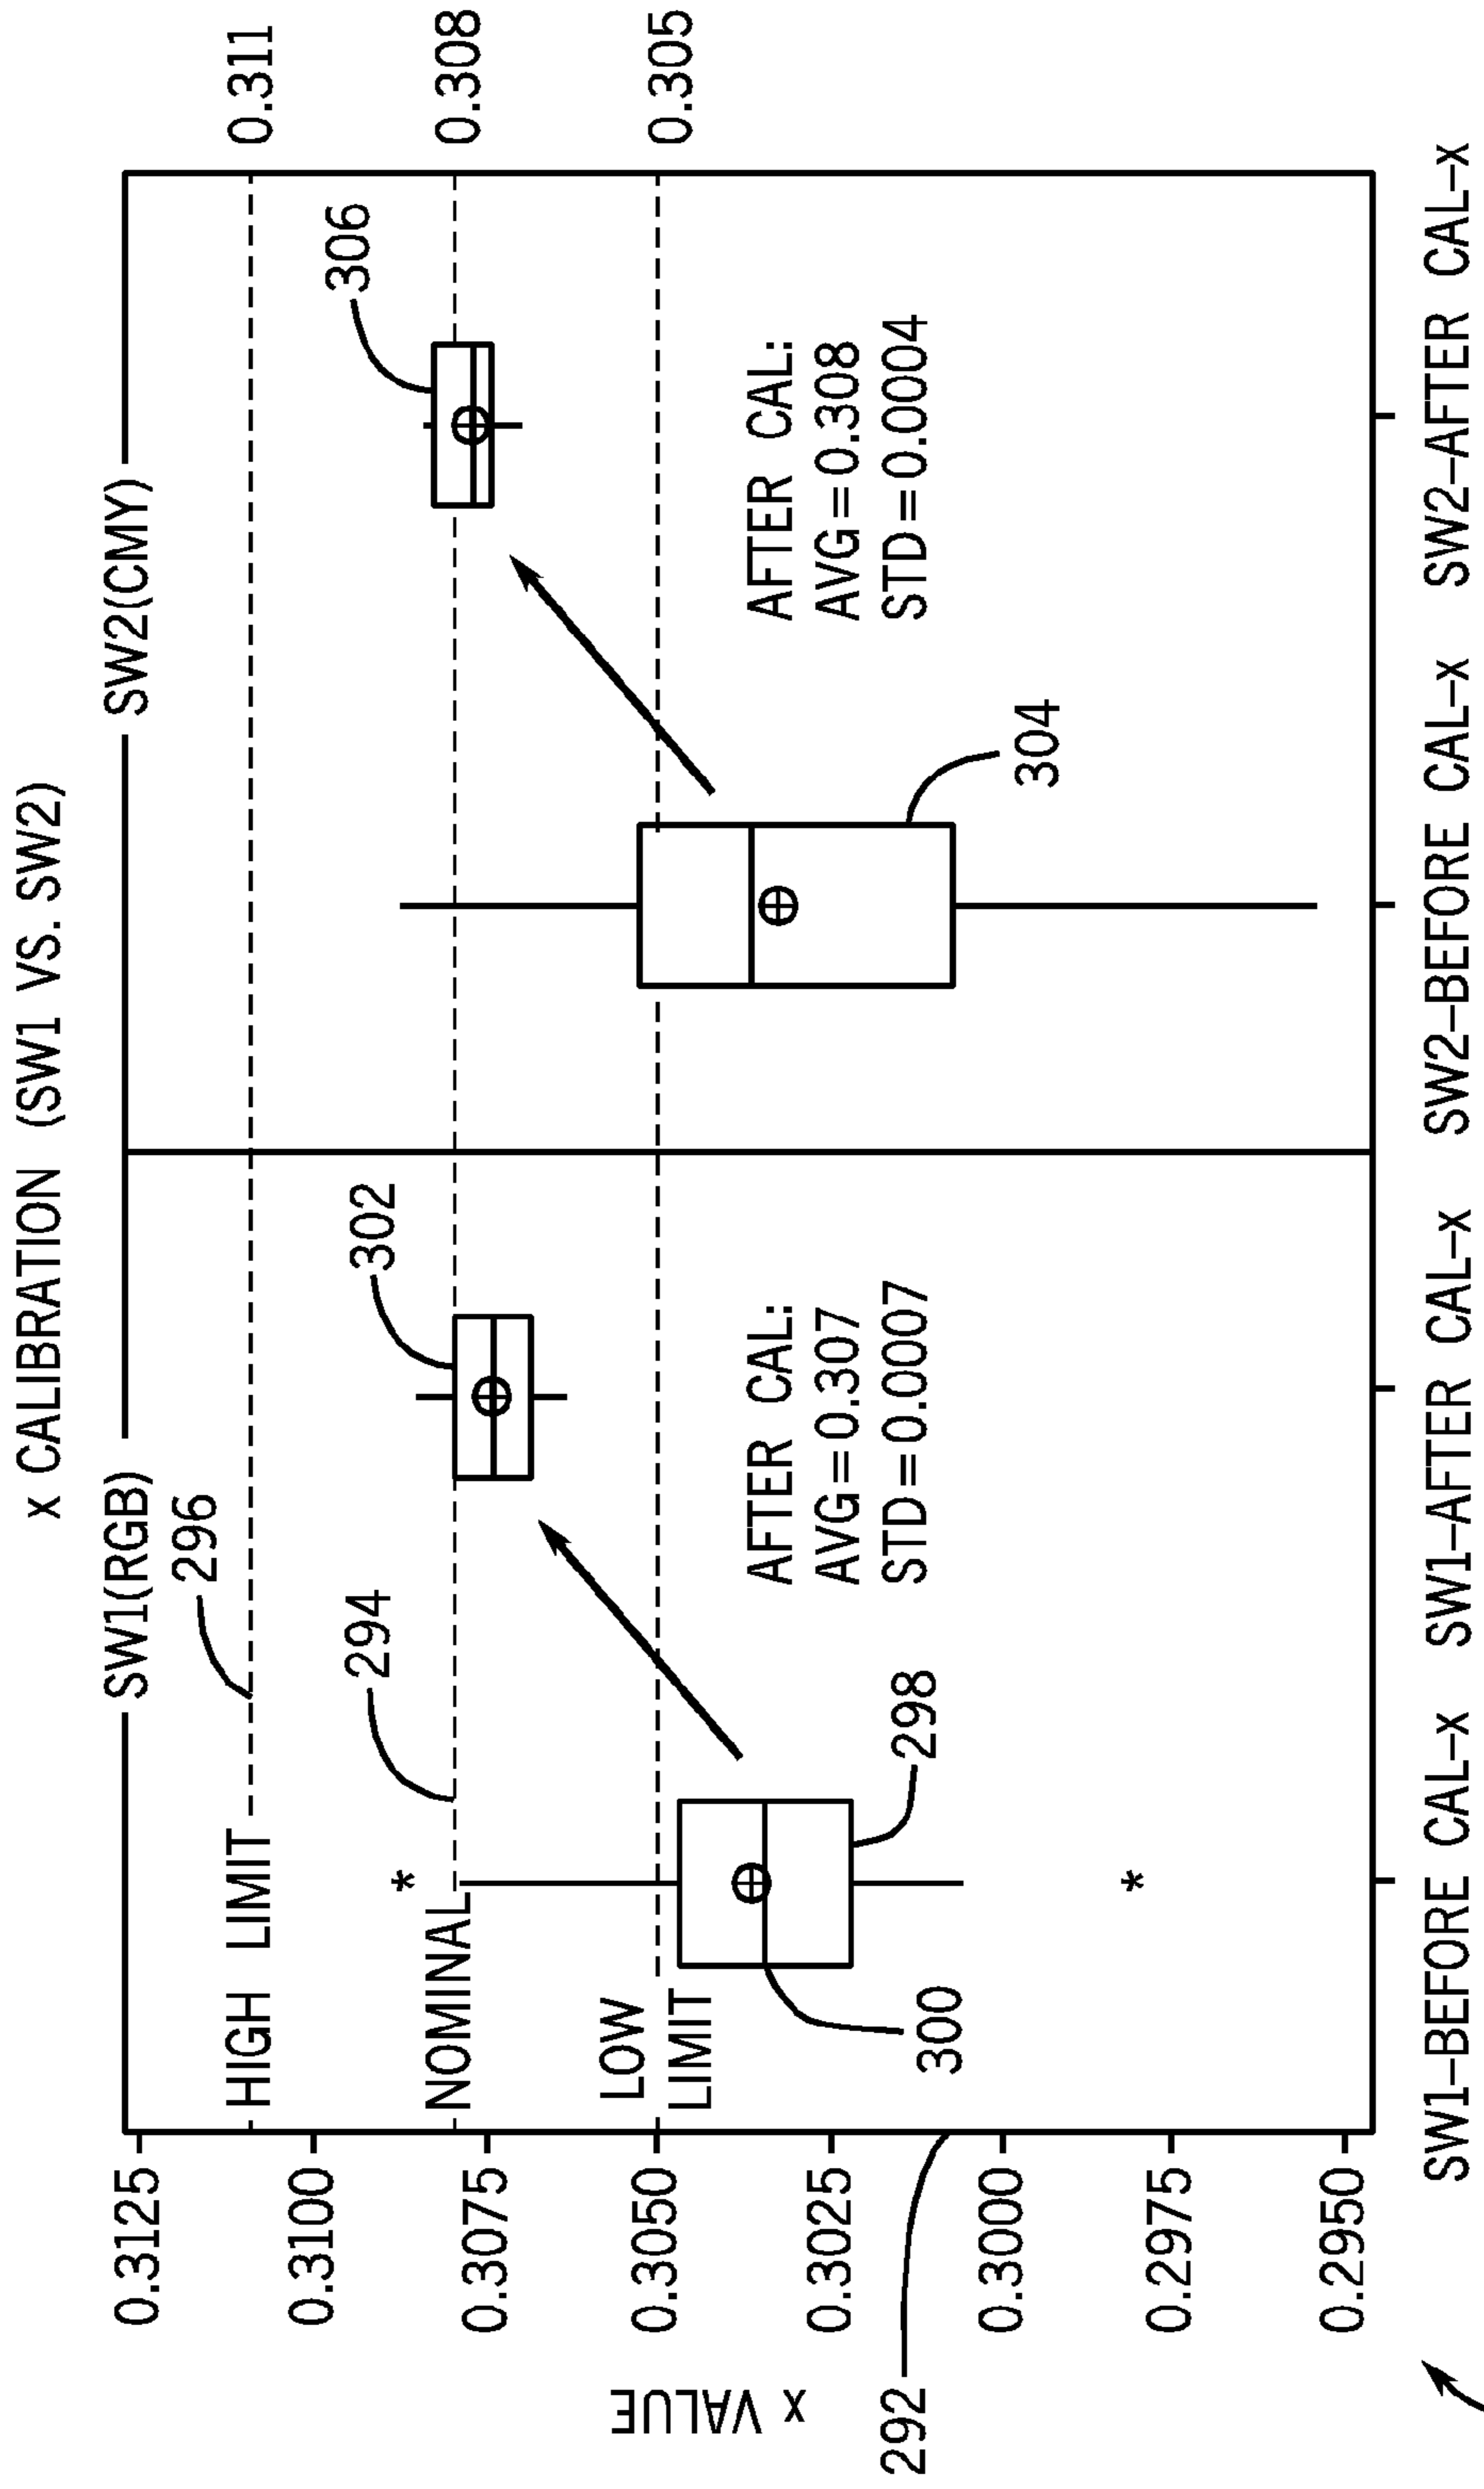 x CALIBRATION (SW1 VS. SW2)
SW1(RGB)
SW2(CMY)
296
HIGH LIMIT
0.311
294
NOMINAL
0.308
302
306
LOW
LIMIT
0.305
298
300
304
AFTER CAL:
AVG=0.307
STD=0.0007
AFTER CAL:
AVG=0.308
STD=0.0004
x VALUE
0.3125
0.3100
0.3075
0.3050
0.3025
0.3000
0.2975
0.2950
292
*
*
SW1-BEFORE CAL-x
SW1-AFTER CAL-x
SW2-BEFORE CAL-x
SW2-AFTER CAL-x